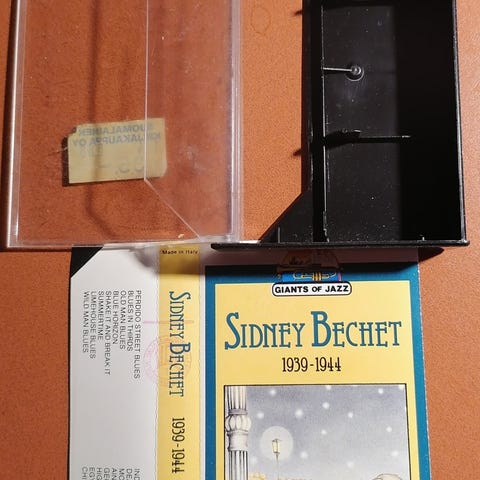 SUOMALAINEN
KIRJAKAUPPA OY
Made in Italy
GIANTS OF JAZZ
SIDNEY BECHET
1939-1944
SIDNEY BECHET 1939-1944
PERDIDO STREET BLUES
BLUES IN THIRDS
OLD MAN BLUES
BLUE HORIZON
SHAKE IT AND BREAK IT
SUMMERTIME
LIMEHOUSE BLUES
WILD MAN BLUES